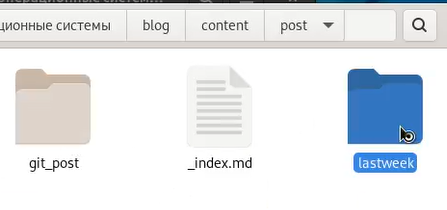 ционные системы blog content post
git_post _index.md lastweek